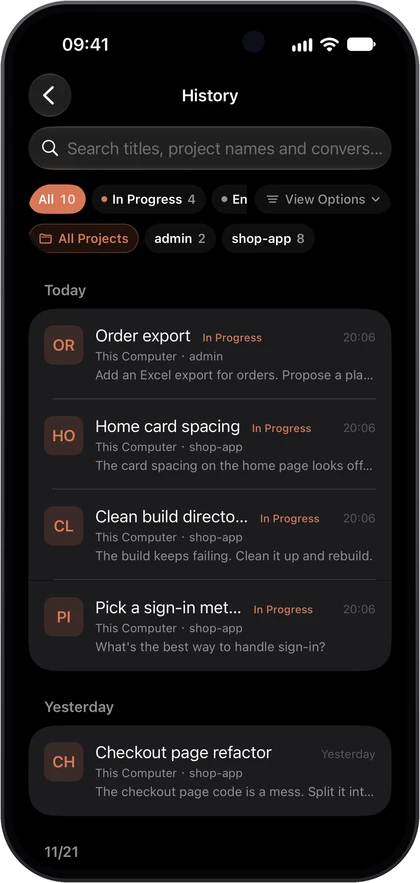 09:41
History
Search titles, project names and convers...
All 10
In Progress 4
En
View Options
All Projects
admin 2
shop-app 8
Today
OR
Order export In Progress 20:06
This Computer · admin
Add an Excel export for orders. Propose a pla...
HO
Home card spacing In Progress 20:06
This Computer · shop-app
The card spacing on the home page looks off...
CL
Clean build directo... In Progress 20:06
This Computer · shop-app
The build keeps failing. Clean it up and rebuild.
PI
Pick a sign-in met... In Progress 20:06
This Computer · shop-app
What's the best way to handle sign-in?
Yesterday
CH
Checkout page refactor Yesterday
This Computer · shop-app
The checkout page code is a mess. Split it int...
11/21